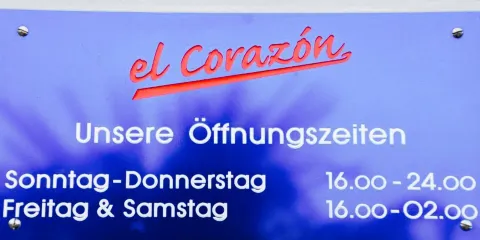 el Corazón
Unsere Öffnungszeiten
Sonntag-Donnerstag 16.00-24.00
Freitag & Samstag 16.00-02.00